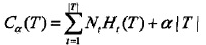 C_α(T) = ∑_{t=1}^{|T|} N_t H_t(T) + α|T|